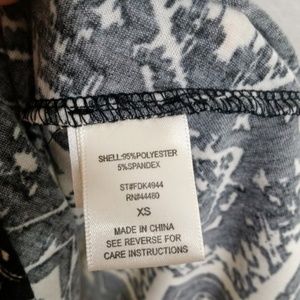 SHELL:95%POLYESTER
5%SPANDEX
ST#FDK4944
RN#44460
XS
MADE IN CHINA
SEE REVERSE FOR
CARE INSTRUCTIONS